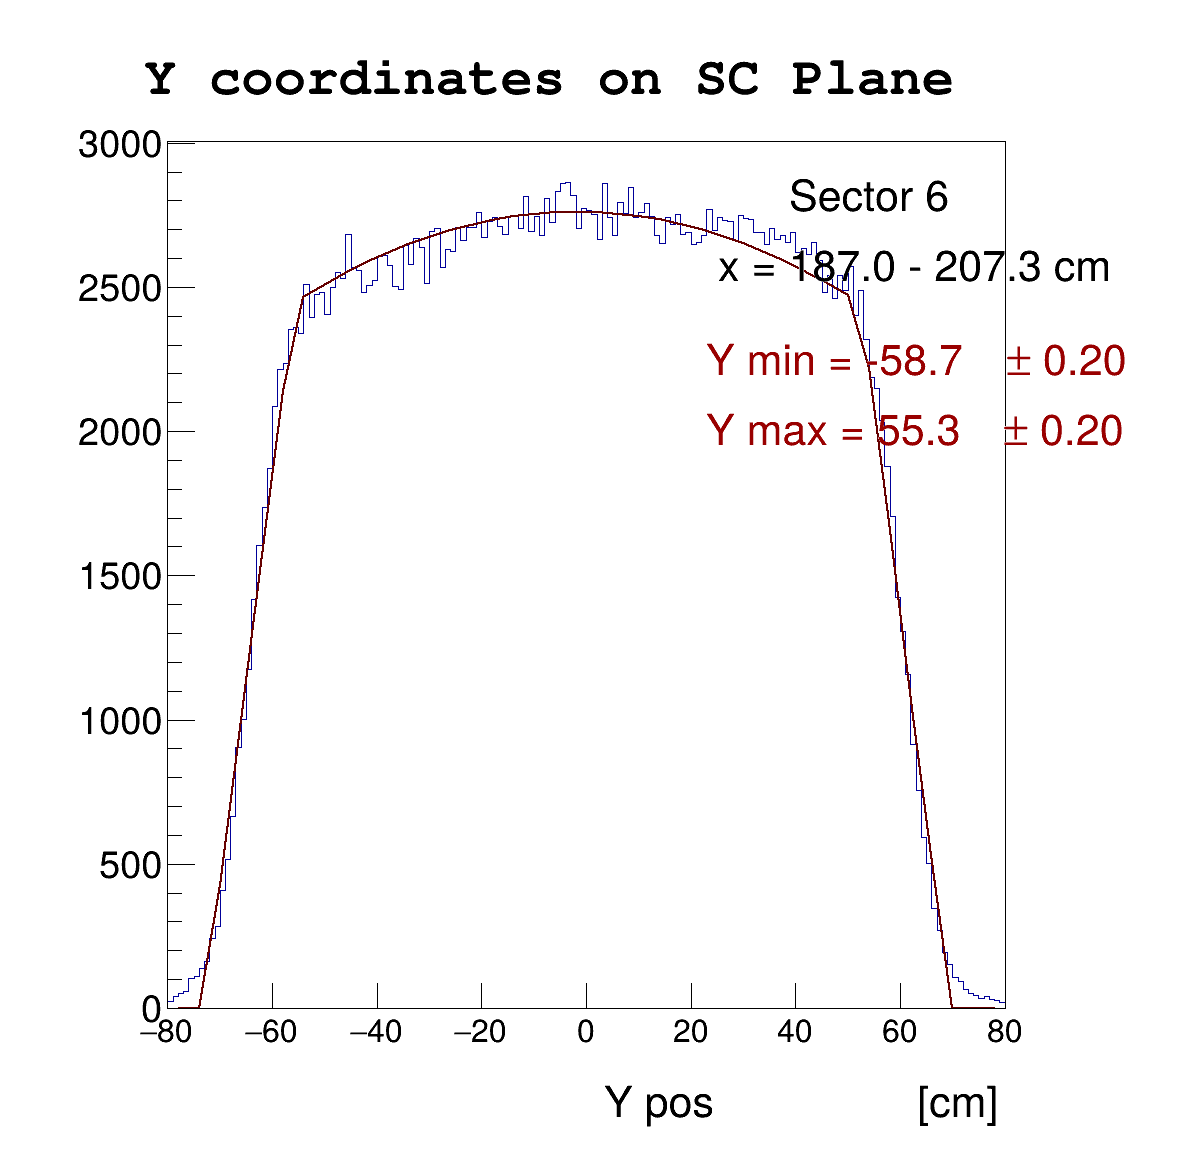 Y coordinates on SC Plane
3000
Sector 6
x = 187.0 - 207.3 cm
2500
Y min = -58.7 ± 0.20
2000
Y max = 55.3 ± 0.20
1500
1000
500
0
−80 −60 −40 −20 0 20 40 60 80
Y pos [cm]